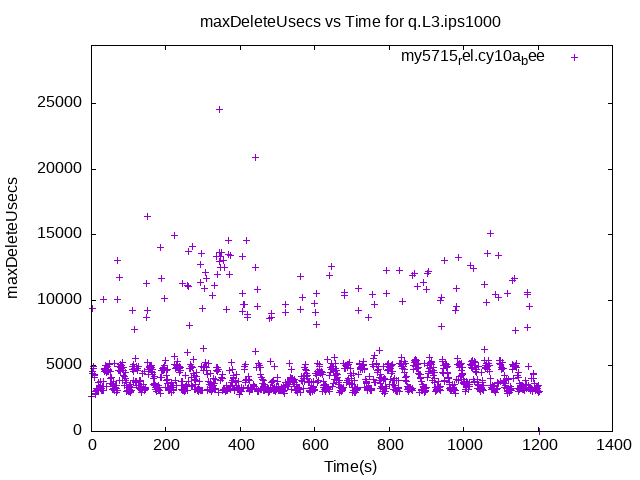 maxDeleteUsecs vs Time for q.L3.ips1000
my5715rel.cy10abee
25000
20000
15000
10000
5000
0
maxDeleteUsecs
0 200 400 600 800 1000 1200 1400
Time(s)